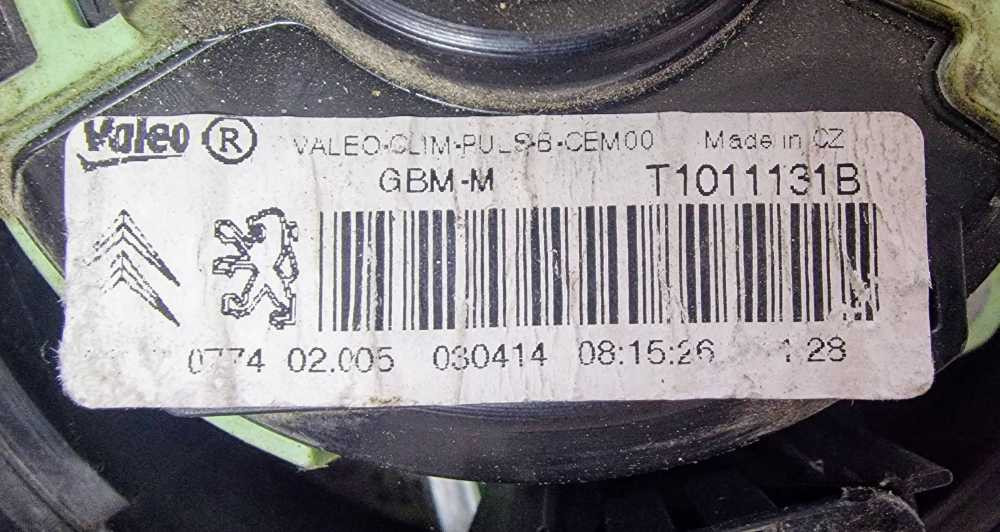 Valeo ® VALEO-CLIM-PULS-B-CEM00 Made in CZ
GBM-M T1011131B
0774 02.005 030414 08:15:26 1.28